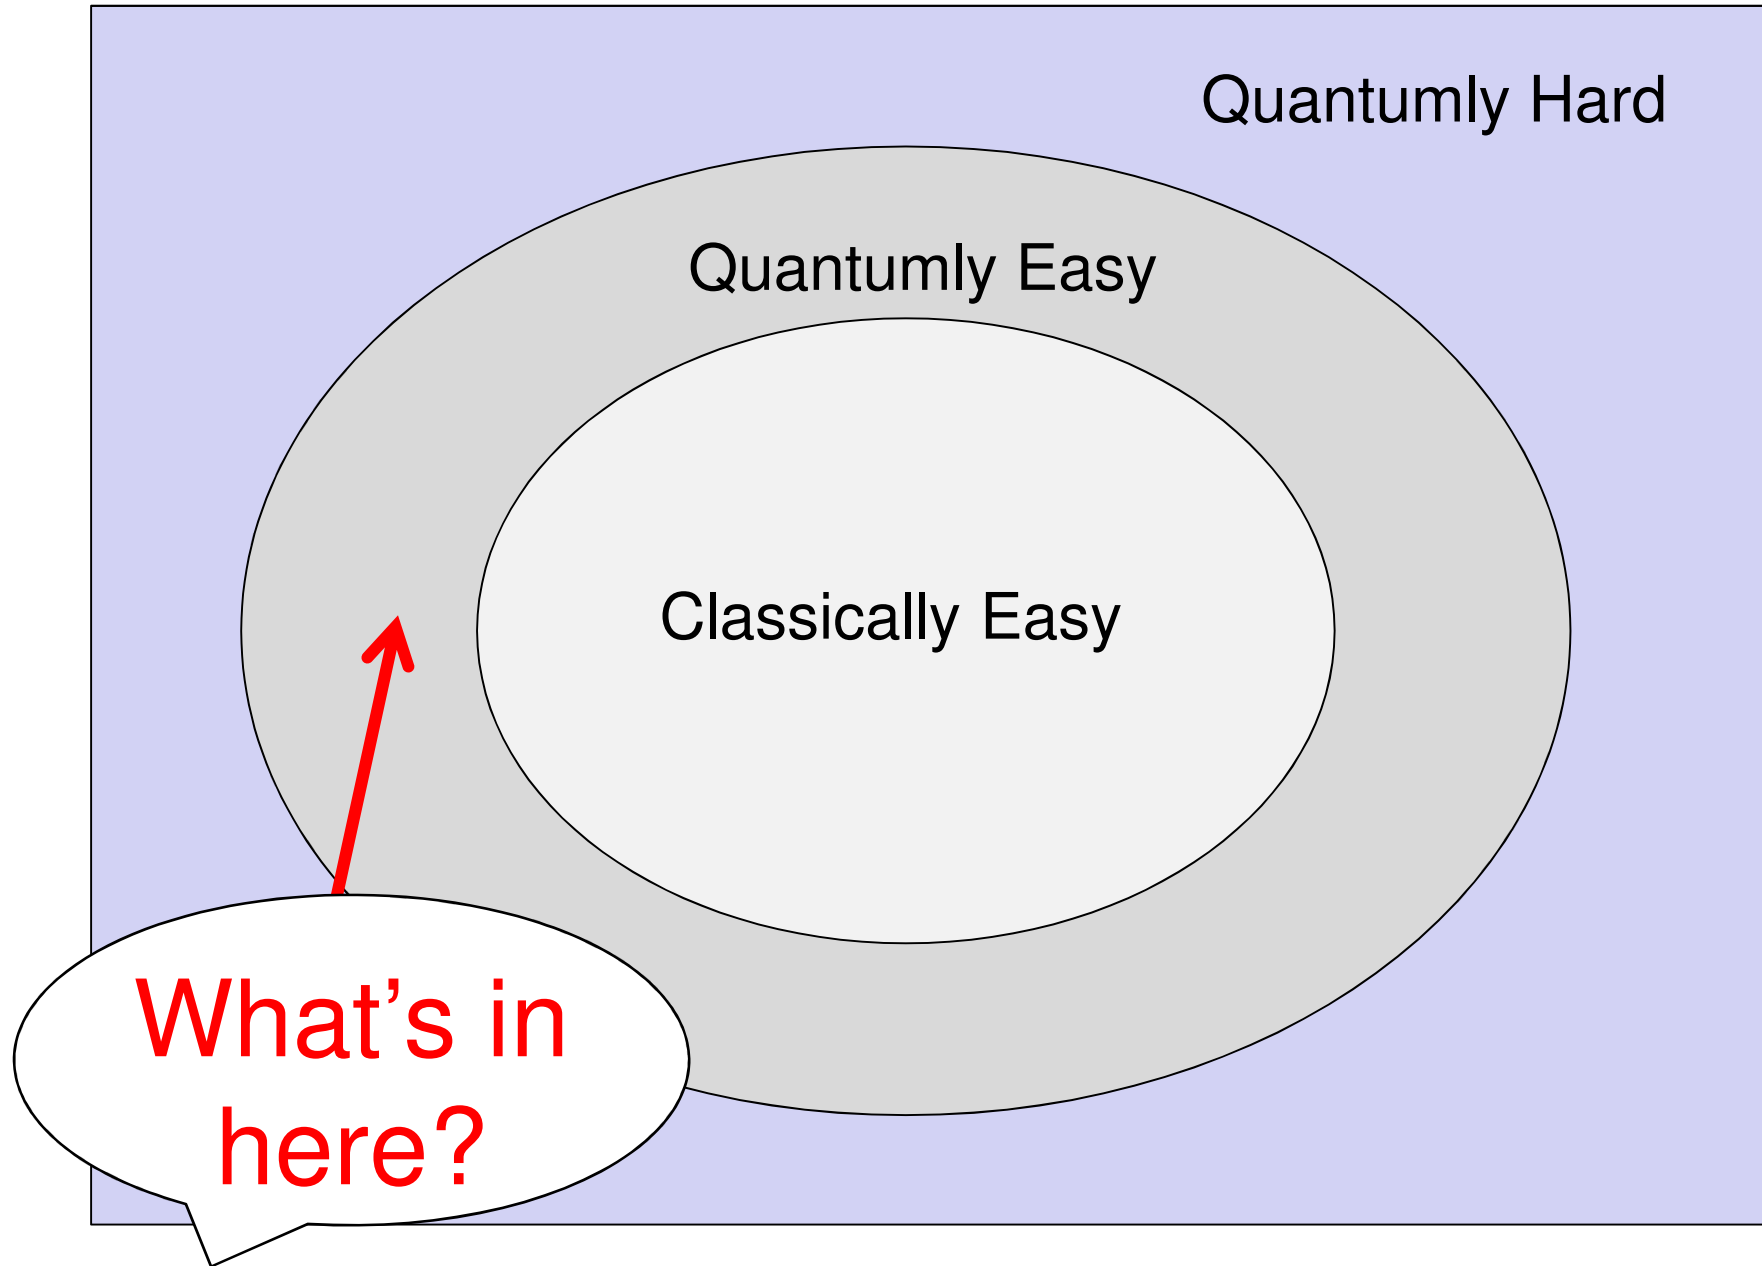 Quantumly Hard
Quantumly Easy
Classically Easy
What’s in
here?